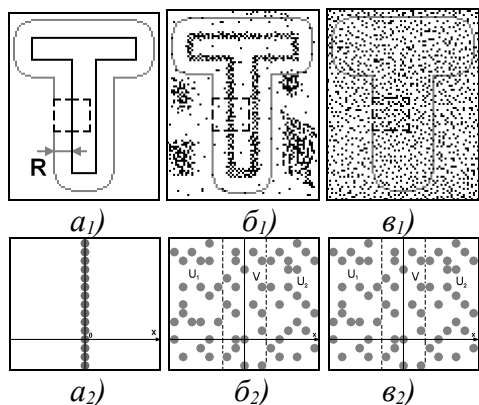 R
а₁) б₁) в₁)
0 x U₁ V U₂ x U₁ V U₂ x
а₂) б₂) в₂)